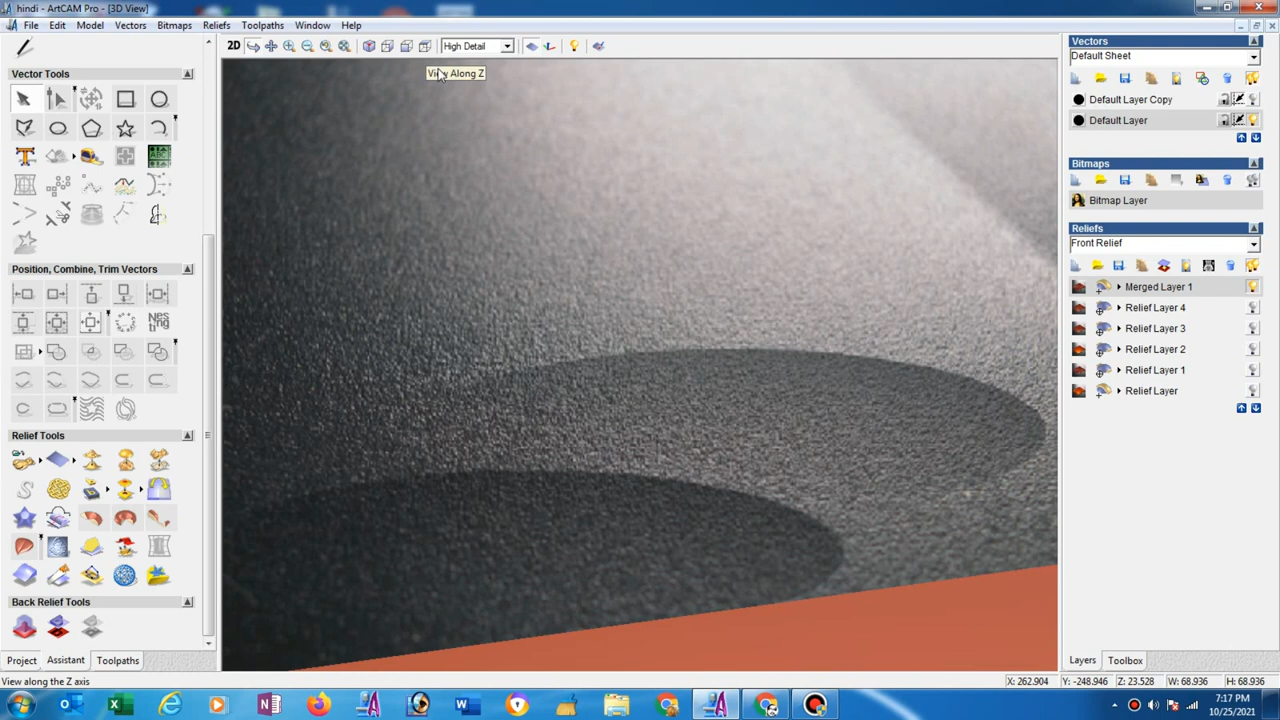 hindi - ArtCAM Pro - [3D View]
File Edit Model Vectors Bitmaps Reliefs Toolpaths Window Help
2D High Detail
View Along Z
Vector Tools
Position, Combine, Trim Vectors
Relief Tools
Back Relief Tools
Project Assistant Toolpaths
Vectors
Default Sheet
Default Layer Copy
Default Layer
Bitmaps
Bitmap Layer
Reliefs
Front Relief
Merged Layer 1
Relief Layer 4
Relief Layer 3
Relief Layer 2
Relief Layer 1
Relief Layer
Layers Toolbox
View along the Z axis
X: 262.904 Y: -248.946 Z: 23.528 W: 68.936 H: 68.936
7:17 PM
10/25/2021